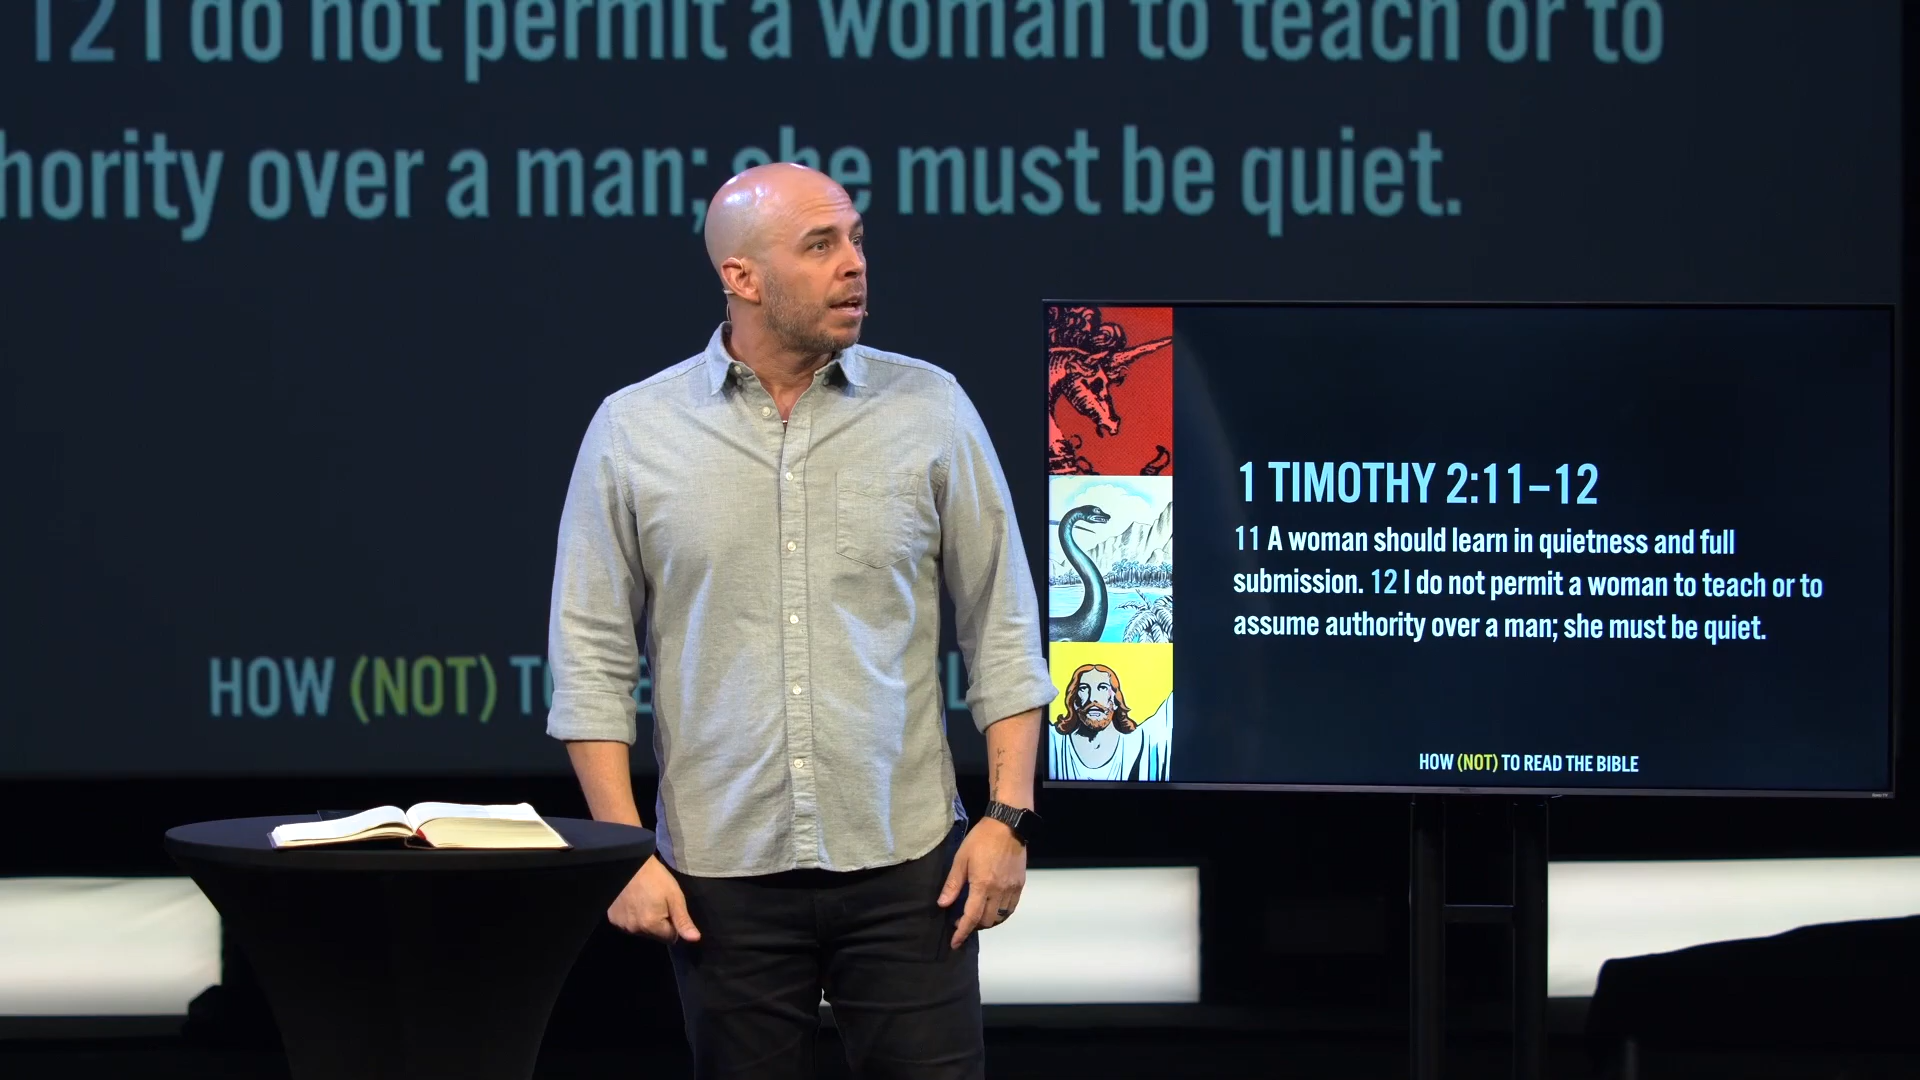 12 I do not permit a woman to teach or to
hority over a man; she must be quiet.
HOW (NOT) TO
1 TIMOTHY 2:11–12
11 A woman should learn in quietness and full
submission. 12 I do not permit a woman to teach or to
assume authority over a man; she must be quiet.
HOW (NOT) TO READ THE BIBLE